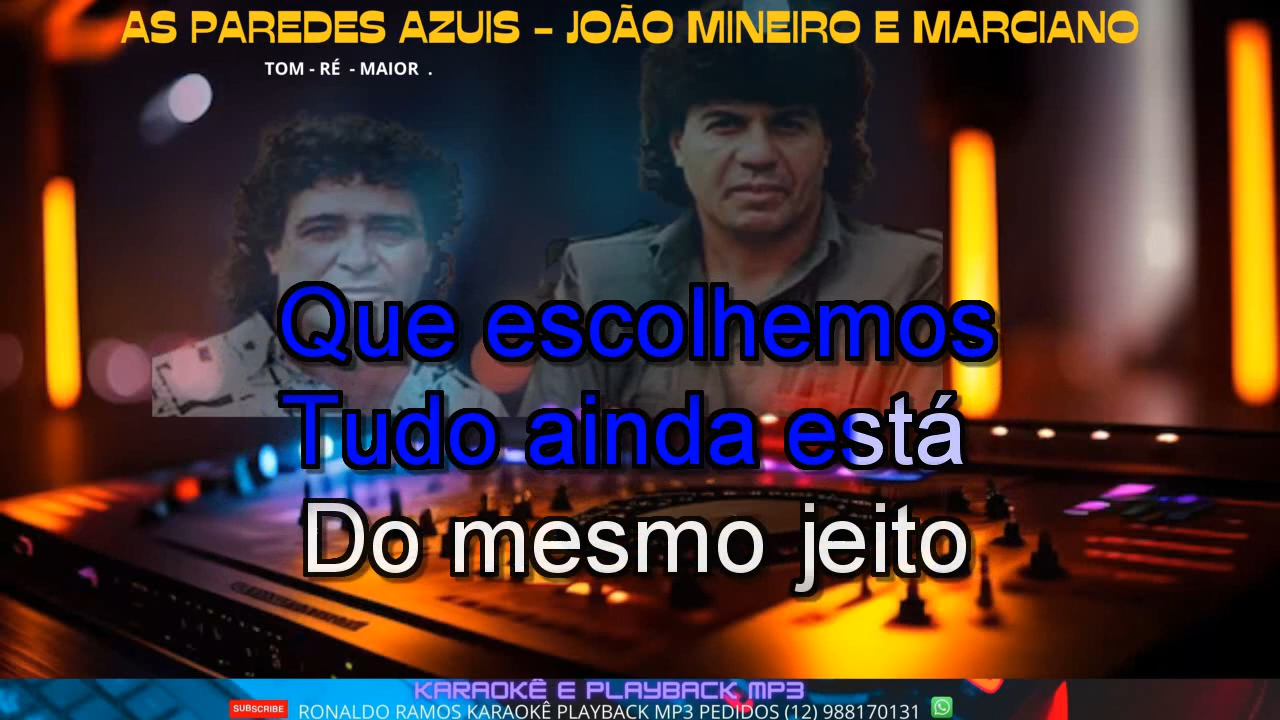 AS PAREDES AZUIS - JOÃO MINEIRO E MARCIANO
TOM - RÉ - MAIOR .
Que escolhemos
Tudo ainda está
Do mesmo jeito
KARAOKÊ E PLAYBACK MP3
SUBSCRIBE RONALDO RAMOS KARAOKÊ PLAYBACK MP3 PEDIDOS (12) 988170131